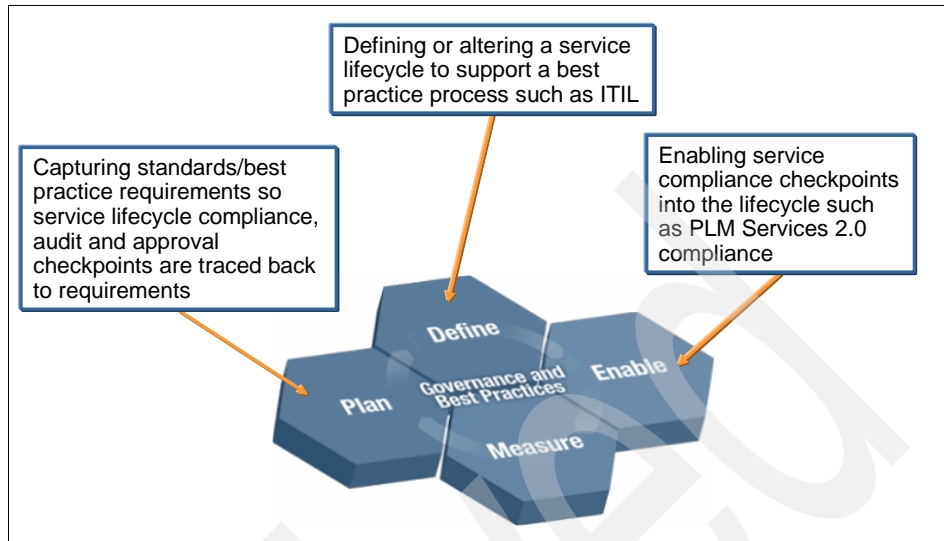 Defining or altering a service
lifecycle to support a best
practice process such as ITIL
Capturing standards/best
practice requirements so
service lifecycle compliance,
audit and approval
checkpoints are traced back
to requirements
Enabling service
compliance checkpoints
into the lifecycle such
as PLM Services 2.0
compliance
Define
Enable
Governance and
Best Practices
Plan
Measure